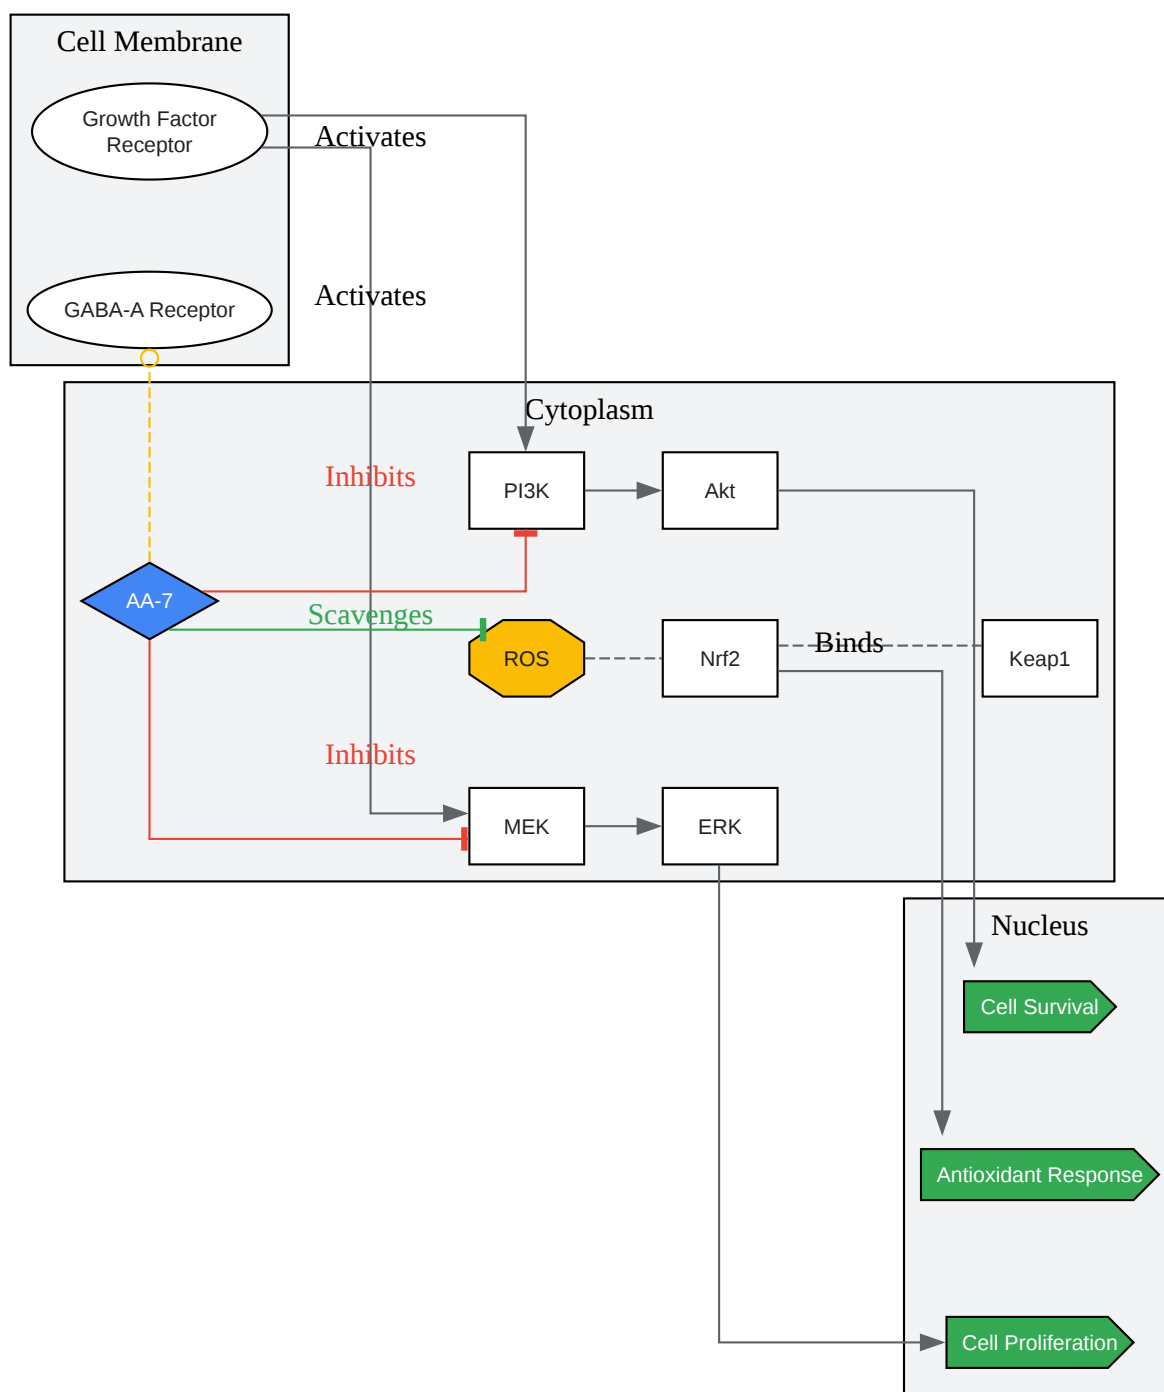 Cell Membrane
Growth Factor
Receptor
Activates
GABA-A Receptor
Activates
Cytoplasm
Inhibits
PI3K
Akt
AA-7
Scavenges
ROS
Nrf2
Binds
Keap1
Inhibits
MEK
ERK
Nucleus
Cell Survival
Antioxidant Response
Cell Proliferation